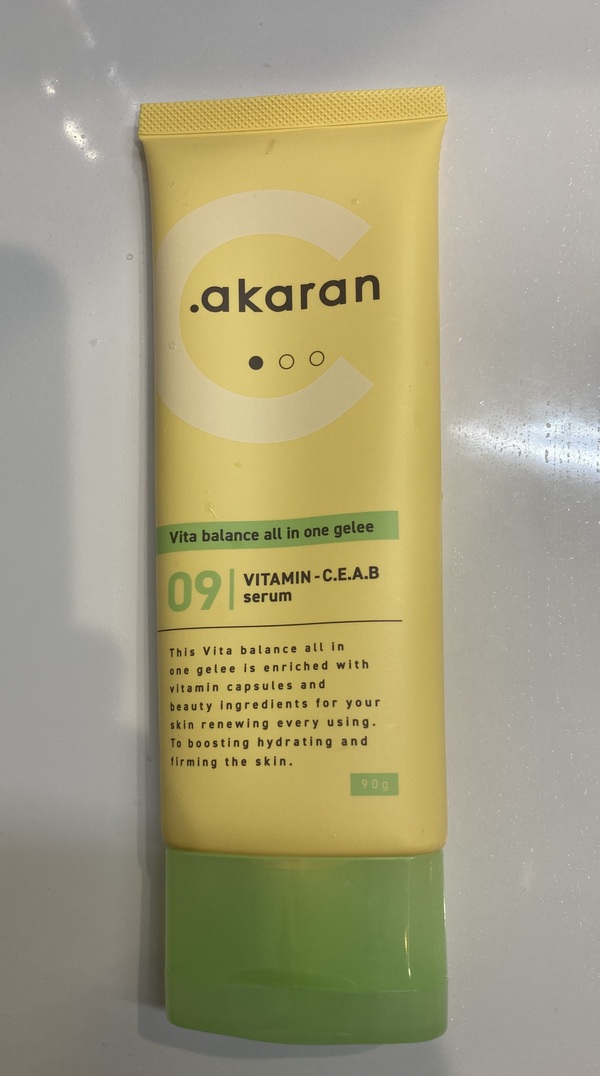 .akaran
Vita balance all in one gelee
09 VITAMIN-C.E.A.B
serum
This Vita balance all in
one gelee is enriched with
vitamin capsules and
beauty ingredients for your
skin renewing every using.
To boosting hydrating and
firming the skin.
90g